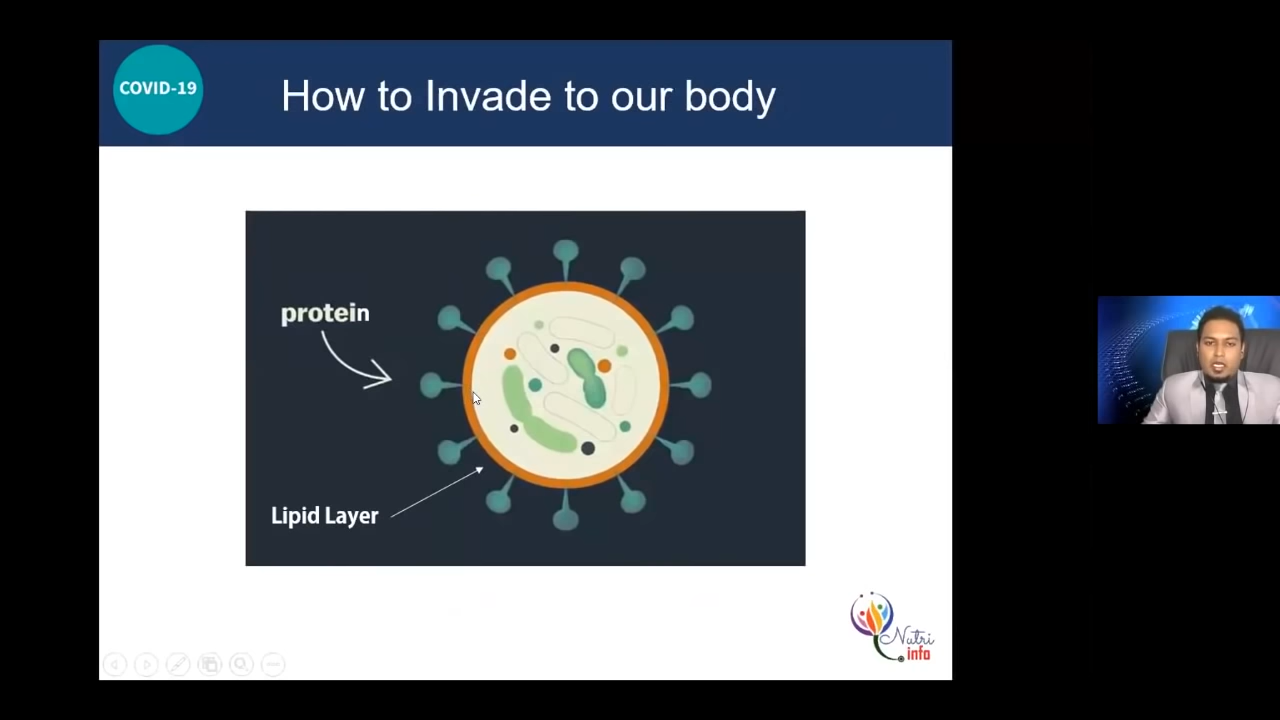 COVID-19
How to Invade to our body
protein
Lipid Layer
Nutri
info